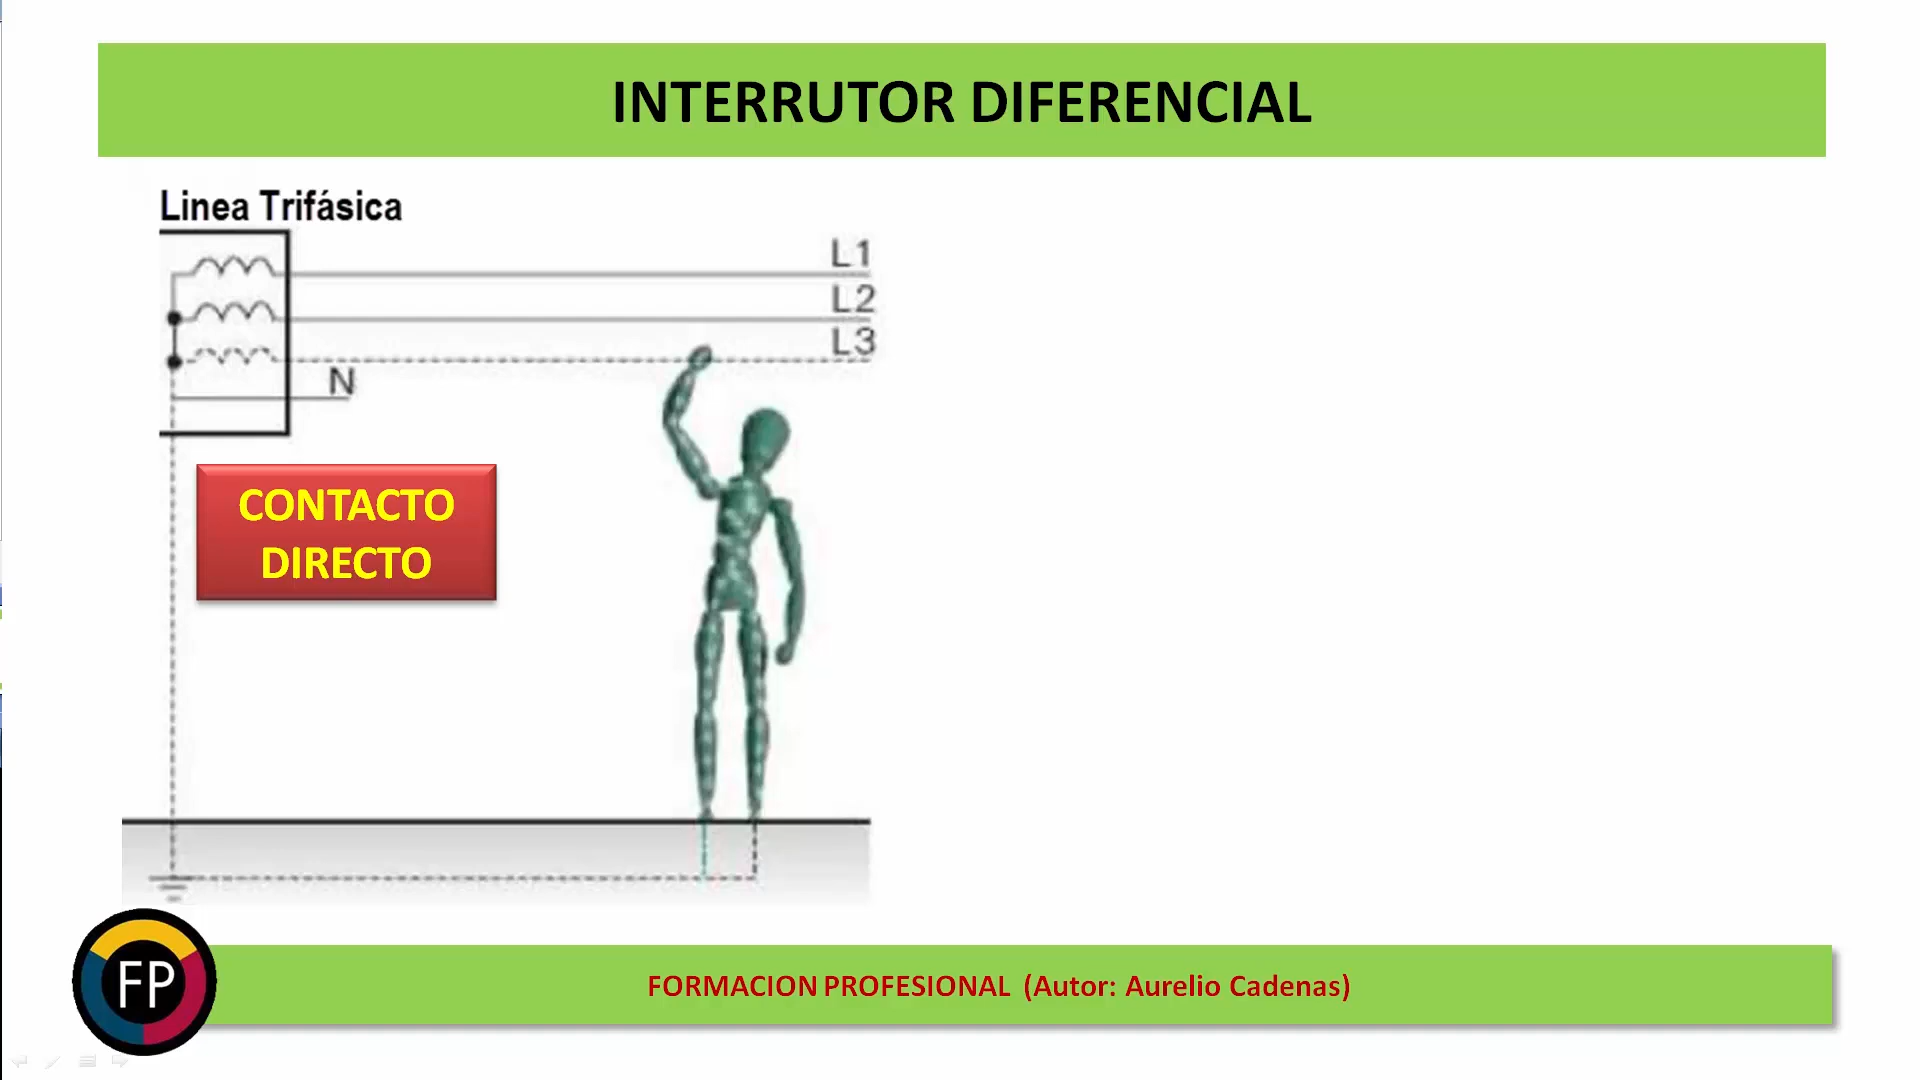 INTERRUTOR DIFERENCIAL
Linea Trifásica
L1
L2
L3
N
CONTACTO
DIRECTO
FP
FORMACION PROFESIONAL (Autor: Aurelio Cadenas)